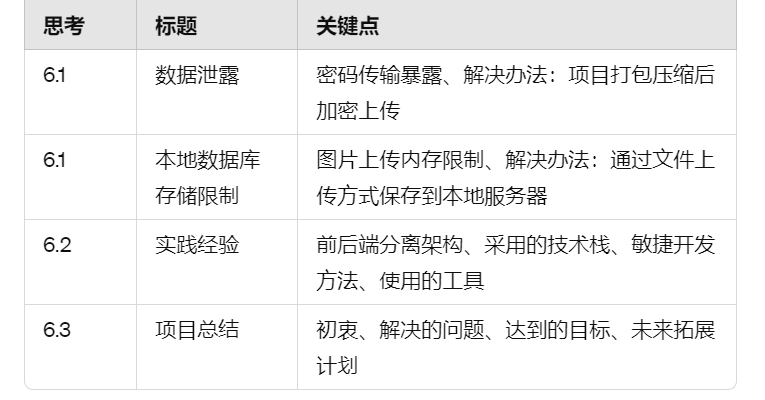 思考 标题 关键点
6.1 数据泄露 密码传输暴露、解决办法：项目打包压缩后
加密上传
6.1 本地数据库 图片上传内存限制、解决办法：通过文件上
存储限制 传方式保存到本地服务器
6.2 实践经验 前后端分离架构、采用的技术栈、敏捷开发
方法、使用的工具
6.3 项目总结 初衷、解决的问题、达到的目标、未来拓展
计划